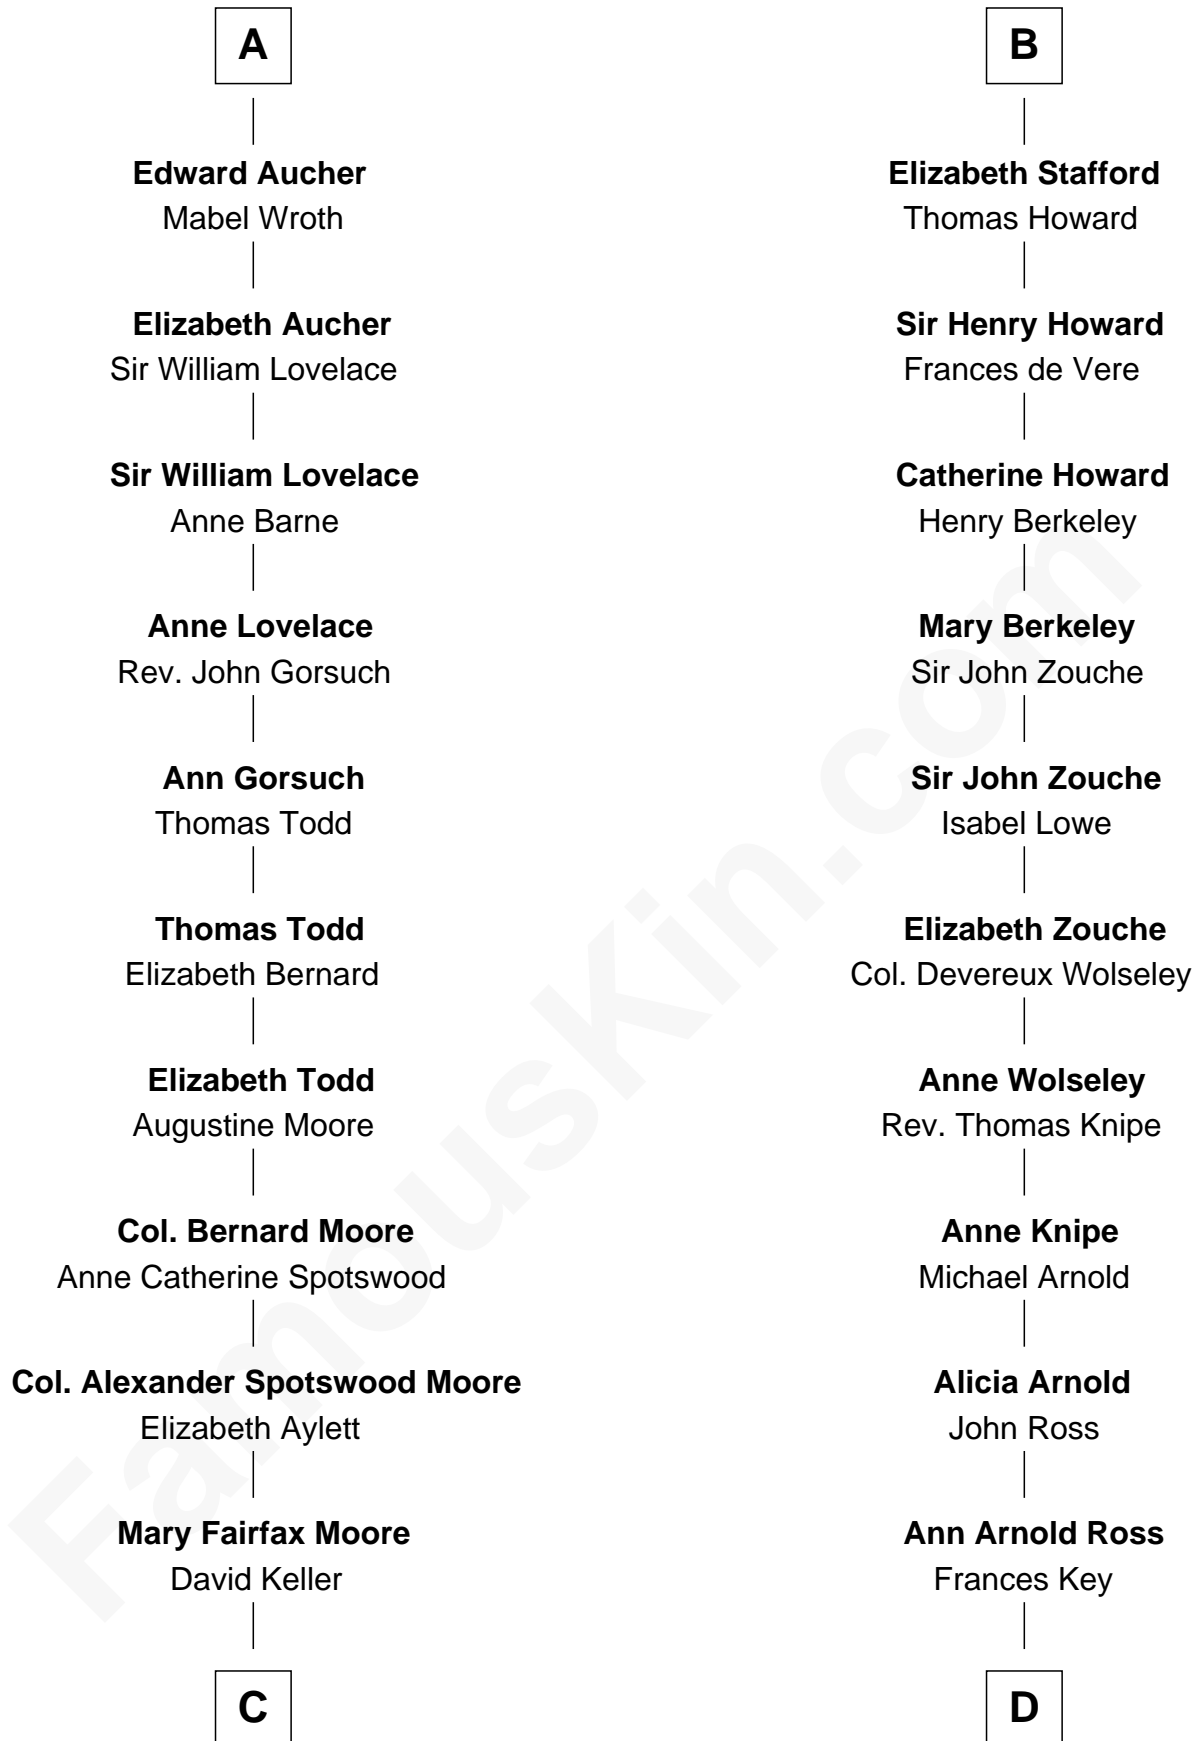 A
Edward Aucher
Mabel Wroth
Elizabeth Aucher
Sir William Lovelace
Sir William Lovelace
Anne Barne
Anne Lovelace
Rev. John Gorsuch
Ann Gorsuch
Thomas Todd
Thomas Todd
Elizabeth Bernard
Elizabeth Todd
Augustine Moore
Col. Bernard Moore
Anne Catherine Spotswood
Col. Alexander Spotswood Moore
Elizabeth Aylett
Mary Fairfax Moore
David Keller
C
B
Elizabeth Stafford
Thomas Howard
Sir Henry Howard
Frances de Vere
Catherine Howard
Henry Berkeley
Mary Berkeley
Sir John Zouche
Sir John Zouche
Isabel Lowe
Elizabeth Zouche
Col. Devereux Wolseley
Anne Wolseley
Rev. Thomas Knipe
Anne Knipe
Michael Arnold
Alicia Arnold
John Ross
Ann Arnold Ross
Frances Key
D
FamousKin.com